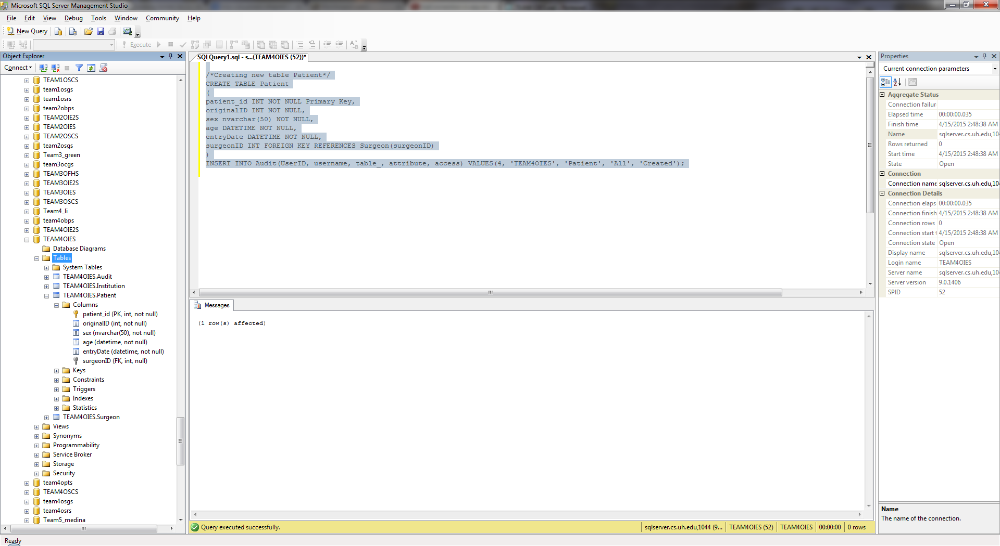 Microsoft SQL Server Management Studio
File Edit View Debug Tools Window Community Help
New Query
Execute
Object Explorer
Connect
TEAM1OSCS
team1osgs
team1osrs
team2obps
TEAM2OIE2S
TEAM2OIES
TEAM2OSCS
team2osgs
Team3_green
team3ocgs
TEAM3OFHS
TEAM3OIE2S
TEAM3OIES
TEAM3OSCS
Team4_li
team4obps
TEAM4OIE2S
TEAM4OIES
Database Diagrams
Tables
System Tables
TEAM4OIES.Audit
TEAM4OIES.Institution
TEAM4OIES.Patient
Columns
patient_id (PK, int, not null)
originalID (int, not null)
sex (nvarchar(50), not null)
age (datetime, not null)
entryDate (datetime, not null)
surgeonID (FK, int, null)
Keys
Constraints
Triggers
Indexes
Statistics
TEAM4OIES.Surgeon
Views
Synonyms
Programmability
Service Broker
Storage
Security
team4opts
TEAM4OSCS
team4osgs
team4osrs
Team5_medina
SQLQuery1.sql - s...(TEAM4OIES (52))*
/*Creating new table Patient*/
CREATE TABLE Patient
(
patient_id INT NOT NULL Primary Key,
originalID INT NOT NULL,
sex nvarchar(50) NOT NULL,
age DATETIME NOT NULL,
entryDate DATETIME NOT NULL,
surgeonID INT FOREIGN KEY REFERENCES Surgeon(surgeonID)
)
INSERT INTO Audit(UserID, username, table_, attribute, access) VALUES(4, 'TEAM4OIES', 'Patient', 'All', 'Created');
Messages
(1 row(s) affected)
Query executed successfully.
sqlserver.cs.uh.edu,1044 (9... TEAM4OIES (52) TEAM4OIES 00:00:00 0 rows
Properties
Current connection parameters
Aggregate Status
Connection failur
Elapsed time 00:00:00.035
Finish time 4/15/2015 2:48:38 AM
Name sqlserver.cs.uh.edu,10
Rows returned 0
Start time 4/15/2015 2:48:38 AM
State Open
Connection
Connection name sqlserver.cs.uh.edu,10
Connection Details
Connection elaps 00:00:00.035
Connection finish 4/15/2015 2:48:38 AM
Connection rows 0
Connection start t 4/15/2015 2:48:38 AM
Connection state Open
Display name sqlserver.cs.uh.edu,10
Login name TEAM4OIES
Server name sqlserver.cs.uh.edu,10
Server version 9.0.1406
SPID 52
Name
The name of the connection.
Ready